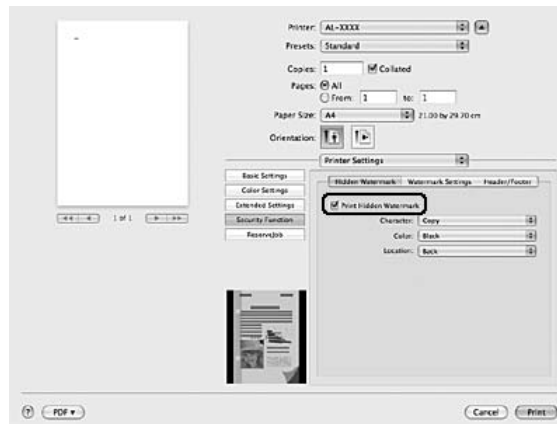 Printer: AL-XXXX
Presets: Standard
Copies: 1 Collated
Pages: All
From: 1 to: 1
Paper Size: A4 21.00 by 29.70 cm
Orientation:
Printer Settings
Basic Settings
Color Settings
Extended Settings
Security Function
ReserveJob
Hidden Watermark Watermark Settings Header/Footer
Print Hidden Watermark
Character: Copy
Color: Black
Location: Back
1 of 1
? PDF Cancel Print